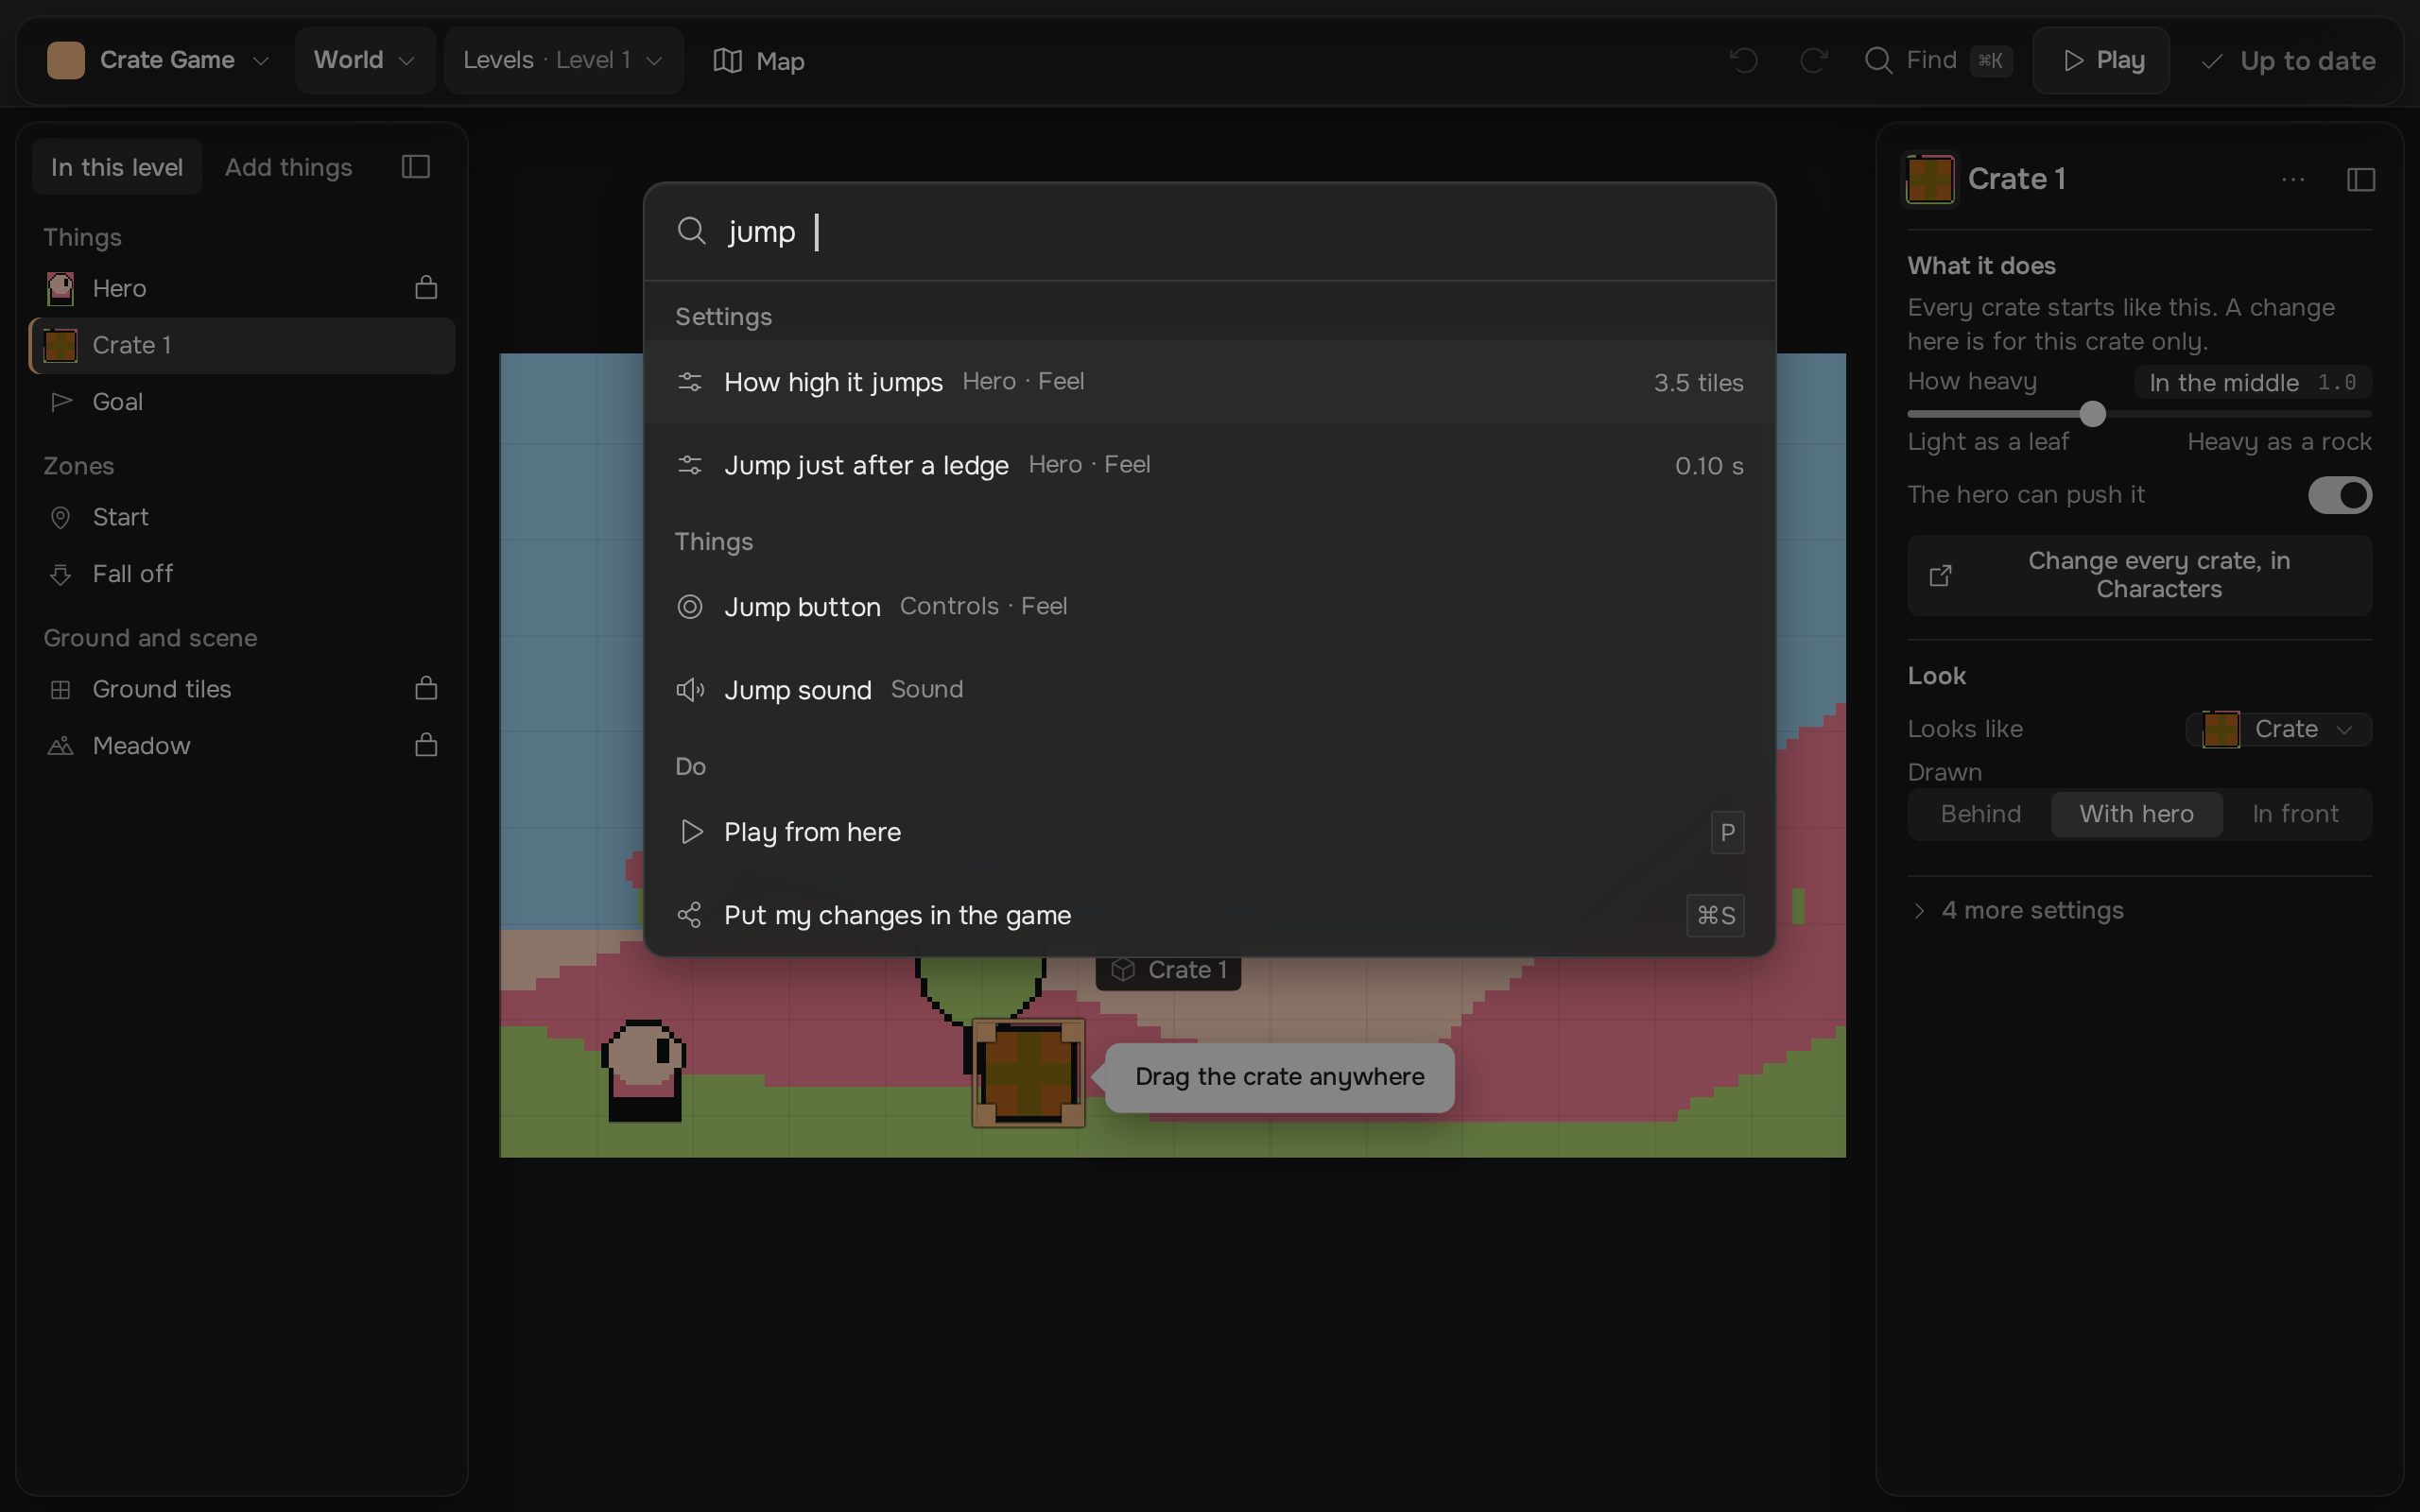 Crate Game
World
Levels · Level 1
Map
Find ⌘K
Play
Up to date
In this level
Add things
Things
Hero
Crate 1
Goal
Zones
Start
Fall off
Ground and scene
Ground tiles
Meadow
jump
Settings
How high it jumps Hero · Feel 3.5 tiles
Jump just after a ledge Hero · Feel 0.10 s
Things
Jump button Controls · Feel
Jump sound Sound
Do
Play from here P
Put my changes in the game ⌘S
Crate 1
Drag the crate anywhere
Crate 1
What it does
Every crate starts like this. A change
here is for this crate only.
How heavy In the middle 1.0
Light as a leaf Heavy as a rock
The hero can push it
Change every crate, in
Characters
Look
Looks like Crate
Drawn
Behind With hero In front
4 more settings